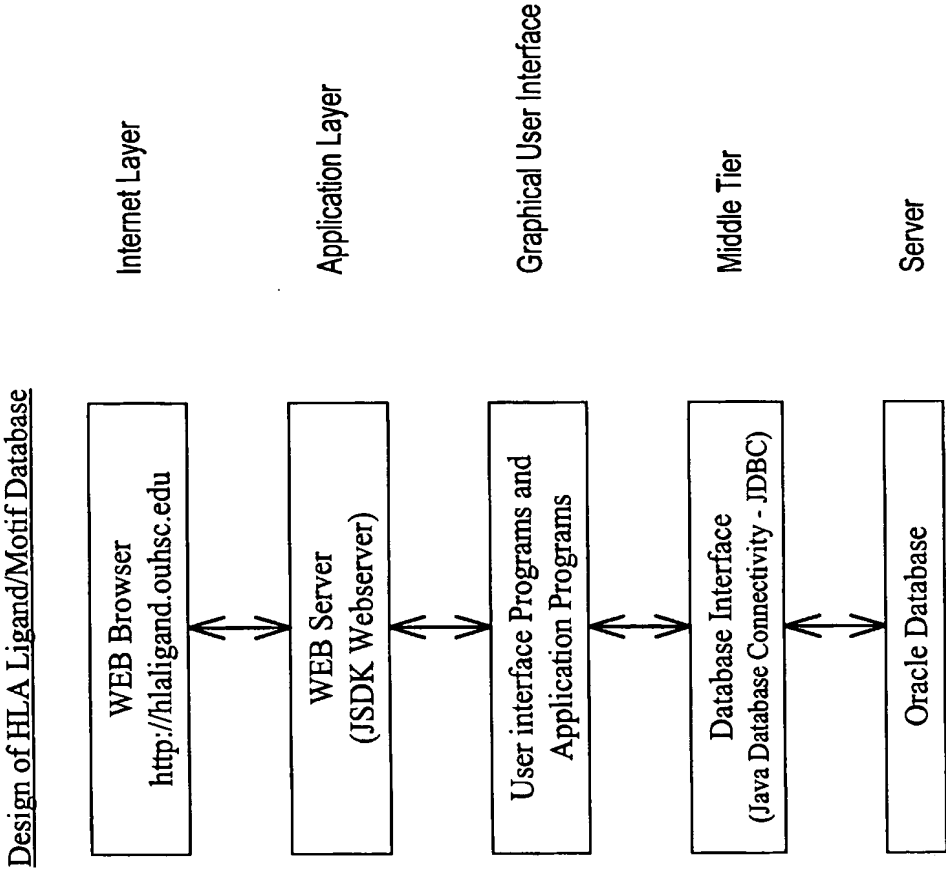 Design of HLA Ligand/Motif Database
WEB Browser
http://hlaligand.ouhsc.edu
Internet Layer
WEB Server
(JSDK Webserver)
Application Layer
User interface Programs and
Application Programs
Graphical User Interface
Database Interface
(Java Database Connectivity - JDBC)
Middle Tier
Oracle Database
Server